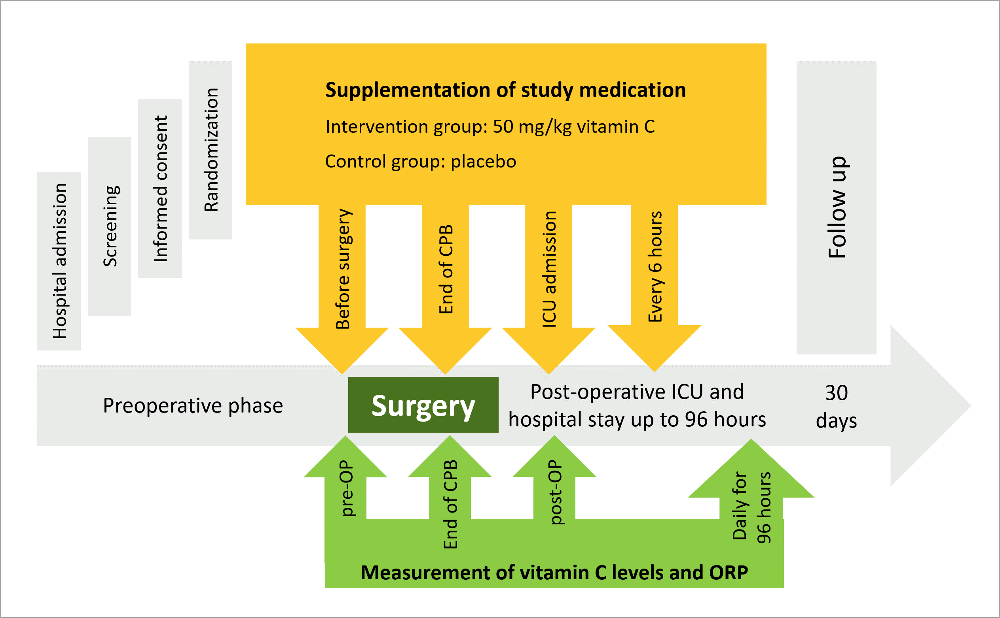 Hospital admission
Screening
Informed consent
Randomization
Supplementation of study medication
Intervention group: 50 mg/kg vitamin C
Control group: placebo
Before surgery
End of CPB
ICU admission
Every 6 hours
Follow up
Preoperative phase
Surgery
Post-operative ICU and
hospital stay up to 96 hours
30
days
pre-OP
End of CPB
post-OP
Daily for
96 hours
Measurement of vitamin C levels and ORP